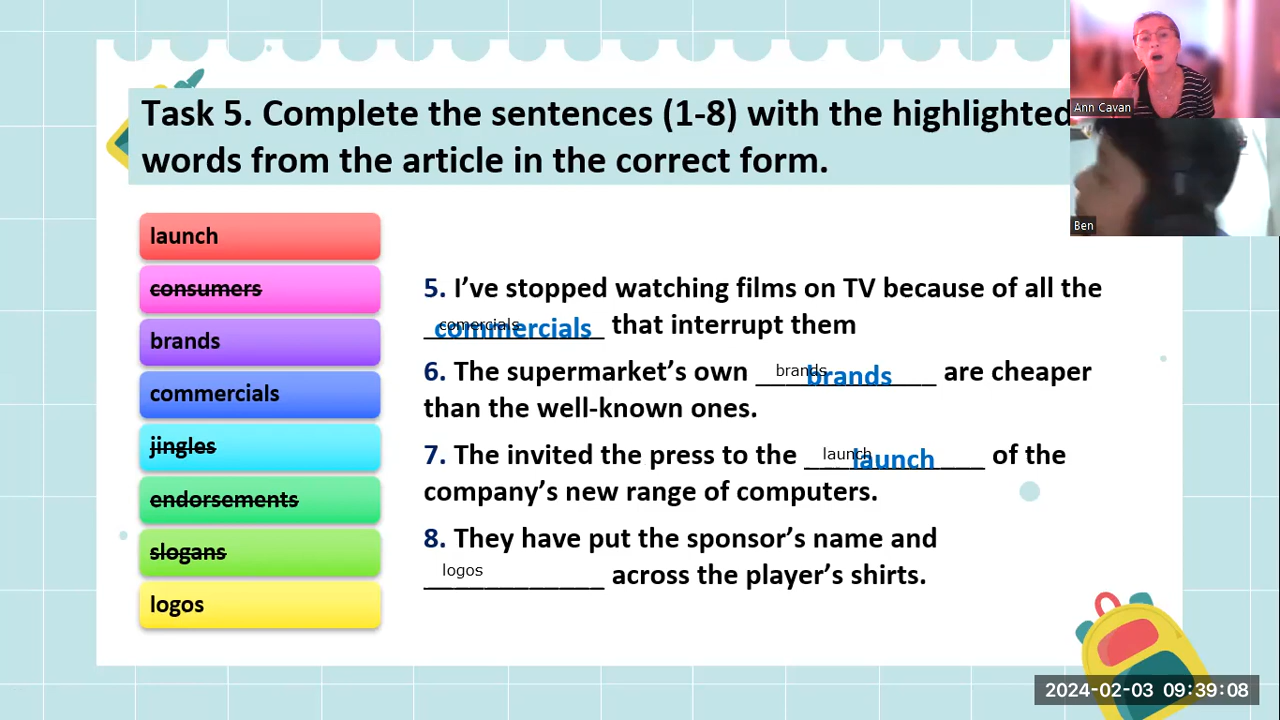 Task 5. Complete the sentences (1-8) with the highlighted
words from the article in the correct form.
Ann Cavan
Ben
launch
consumers
brands
commercials
jingles
endorsements
slogans
logos
5. I've stopped watching films on TV because of all the
comercials
commercials that interrupt them
6. The supermarket's own brands brands are cheaper
than the well-known ones.
7. The invited the press to the launch launch of the
company's new range of computers.
8. They have put the sponsor's name and
logos across the player's shirts.
2024-02-03 09:39:08